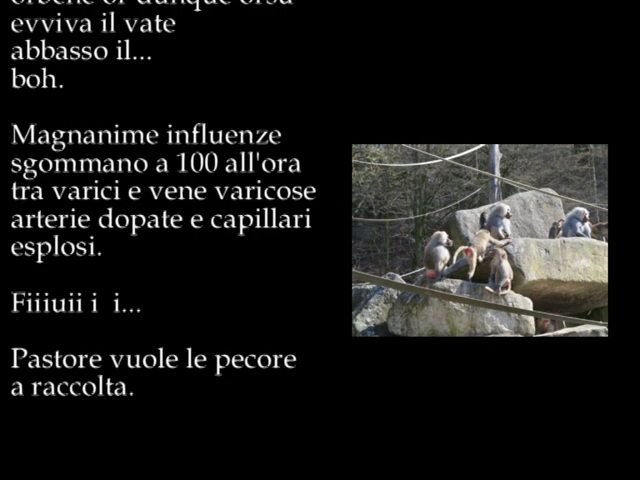 evviva il vate
abbasso il...
boh.
Magnanime influenze
sgommano a 100 all'ora
tra varici e vene varicose
arterie dopate e capillari
esplosi.
Fiiiuii i  i...
Pastore vuole le pecore
a raccolta.